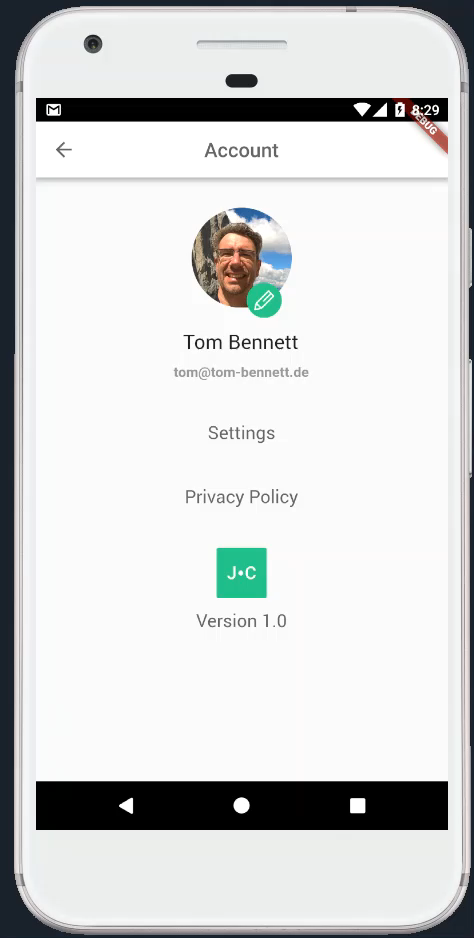 8:29
DEBUG
Account
Tom Bennett
tom@tom-bennett.de
Settings
Privacy Policy
J•C
Version 1.0